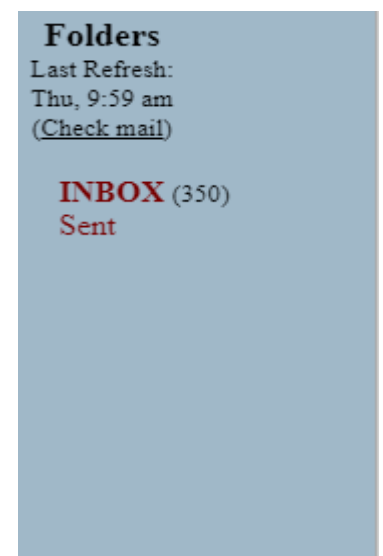 Folders
Last Refresh:
Thu, 9:59 am
(Check mail)
INBOX (350)
Sent